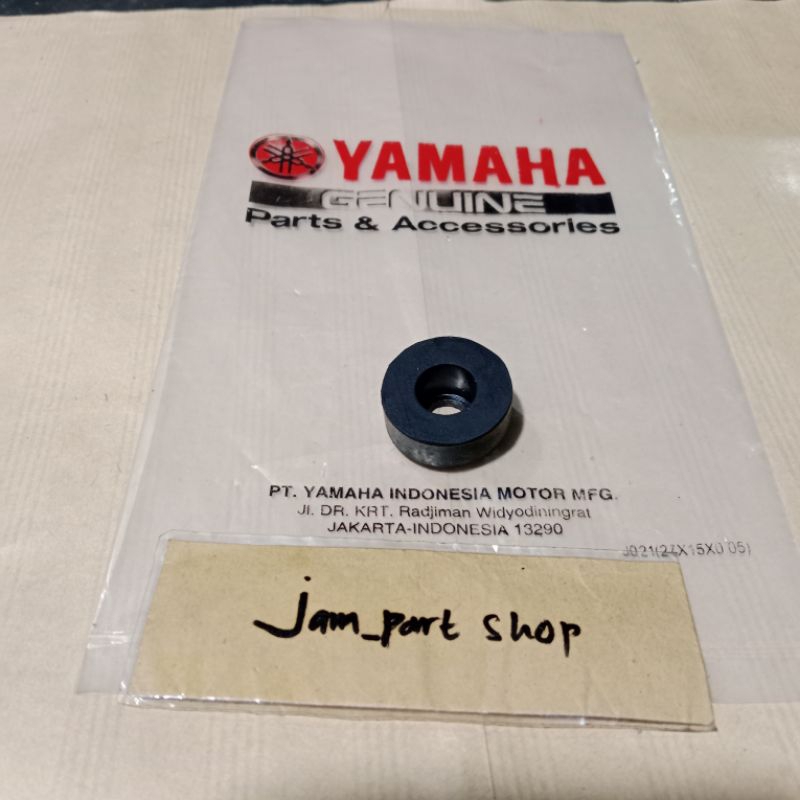 YAMAHA
GENUINE
Parts & Accessories
PT. YAMAHA INDONESIA MOTOR MFG.
Jl. DR. KRT. Radjiman Widyodiningrat
JAKARTA-INDONESIA 13290
jam_part shop